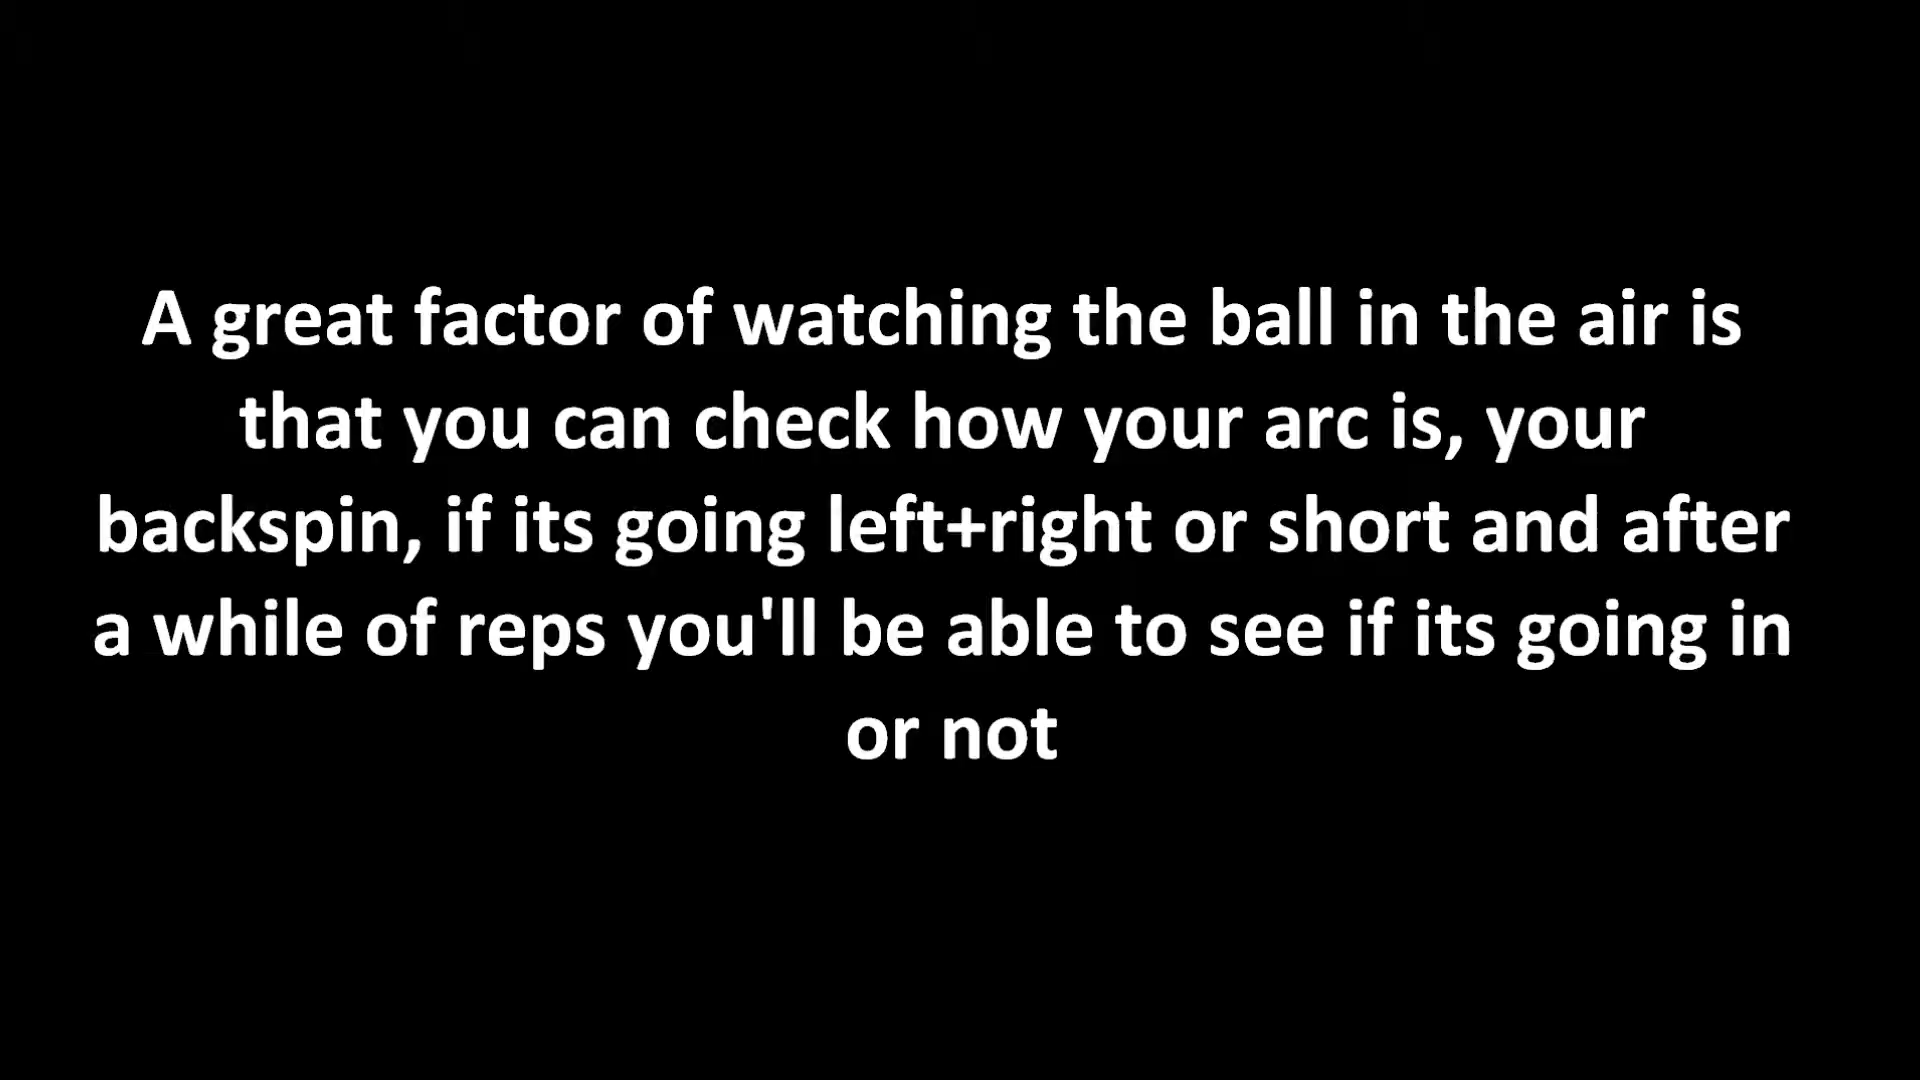 A great factor of watching the ball in the air is
that you can check how your arc is, your
backspin, if its going left+right or short and after
a while of reps you'll be able to see if its going in
or not